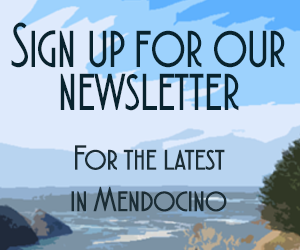 Sign up for our
newsletter
For the latest
in Mendocino